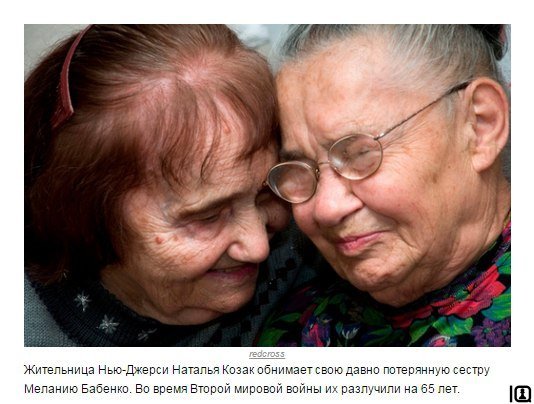 redcross
Жительница Нью-Джерси Наталья Козак обнимает свою давно потерянную сестру
Меланию Бабенко. Во время Второй мировой войны их разлучили на 65 лет.